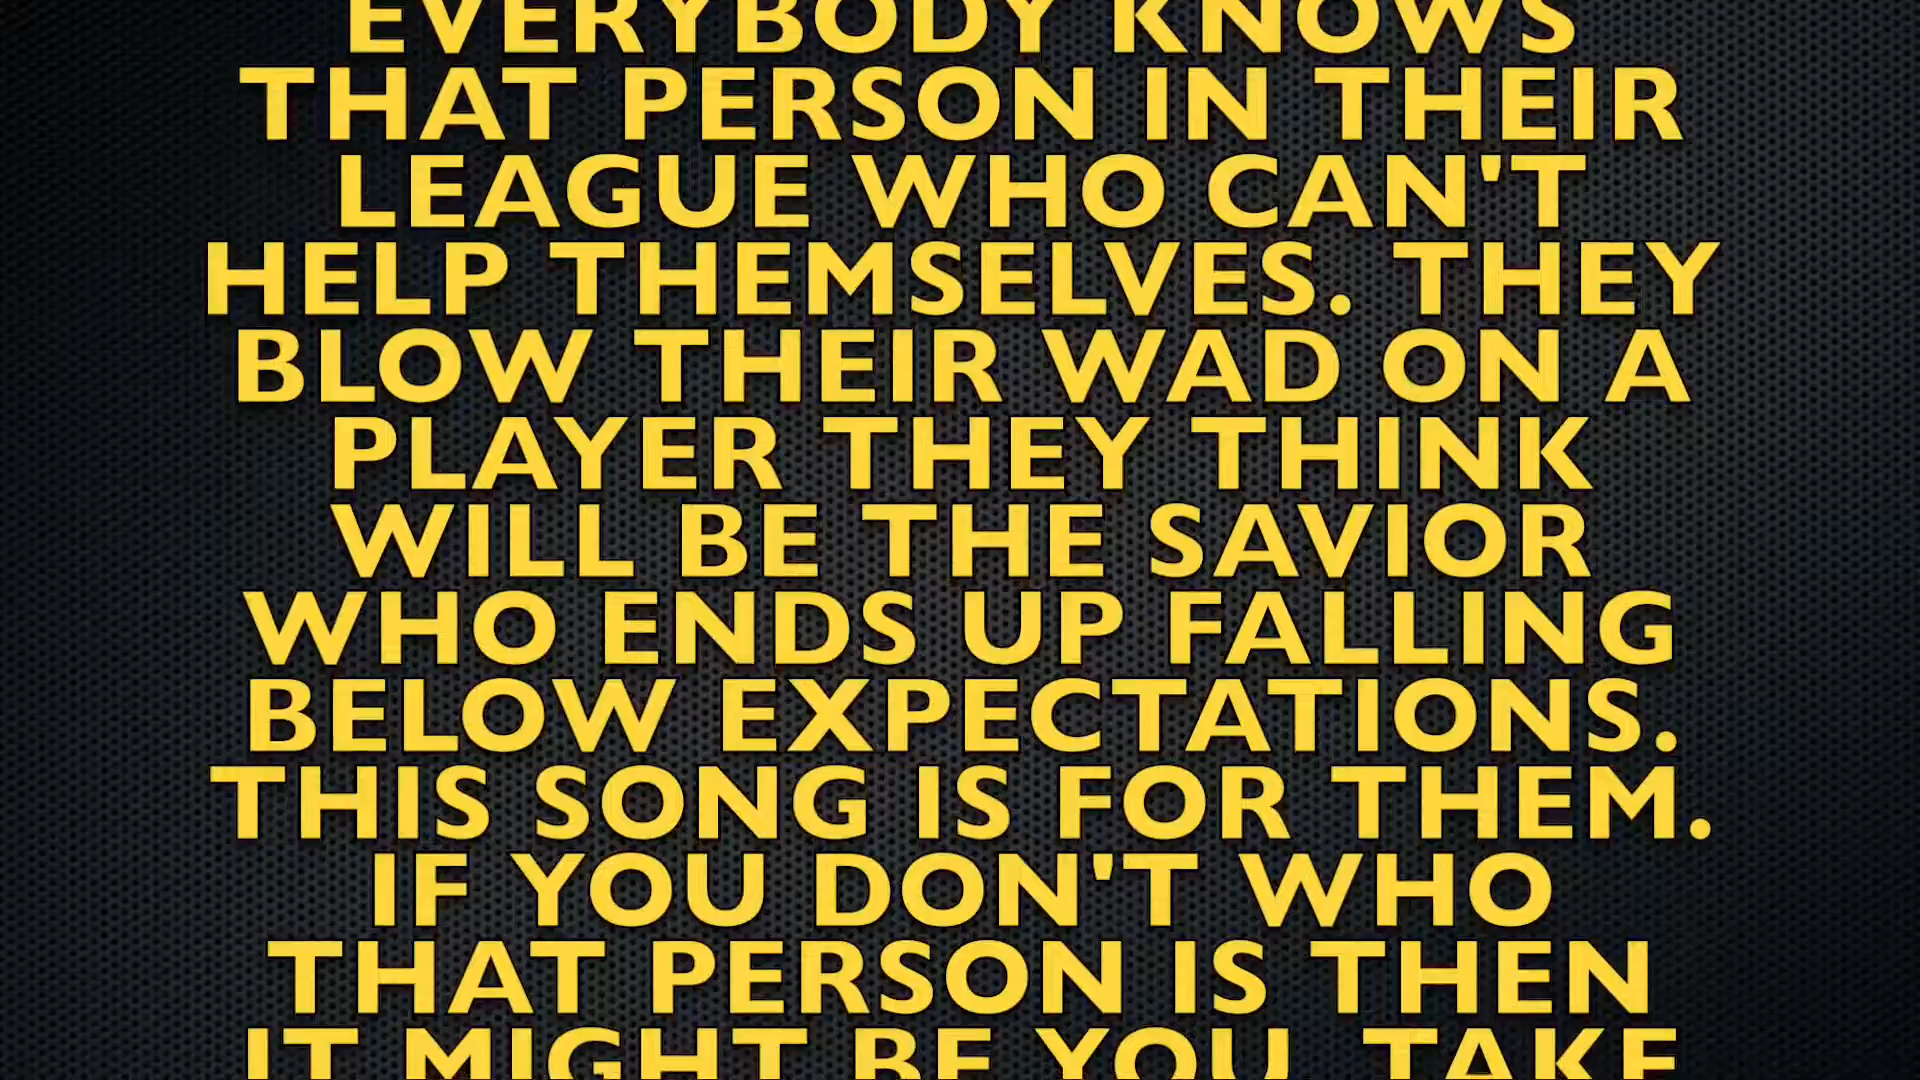 EVERYBODY KNOWS
THAT PERSON IN THEIR
LEAGUE WHO CAN'T
HELP THEMSELVES. THEY
BLOW THEIR WAD ON A
PLAYER THEY THINK
WILL BE THE SAVIOR
WHO ENDS UP FALLING
BELOW EXPECTATIONS.
THIS SONG IS FOR THEM.
IF YOU DON'T WHO
THAT PERSON IS THEN
IT MIGHT BE YOU. TAKE